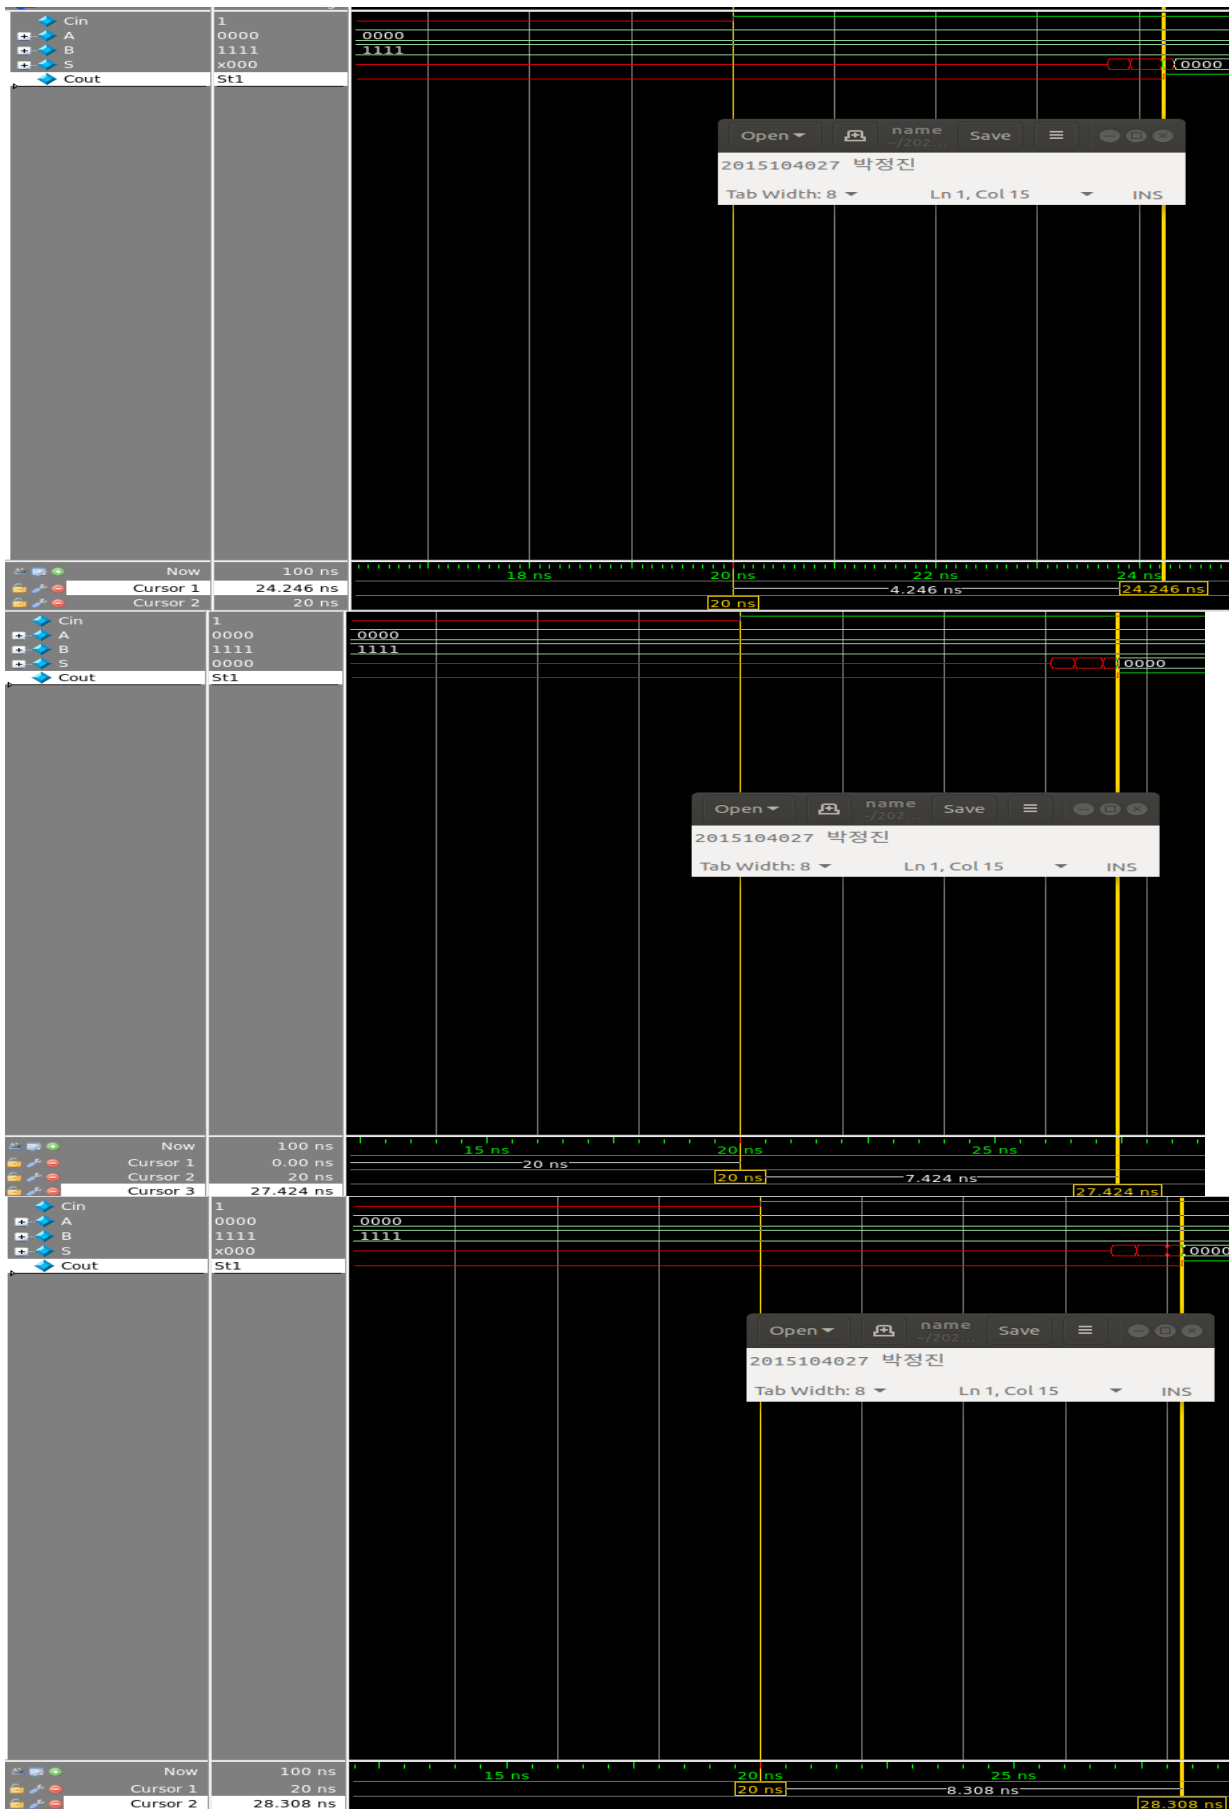 Cin 1
A 0000 0000
B 1111 1111
S x000 0000
Cout St1
Open name Save
~/202...
2015104027 박정진
Tab Width: 8 Ln 1, Col 15 INS
Now 100 ns 18 ns 20 ns 22 ns 24 ns
Cursor 1 24.246 ns 4.246 ns 24.246 ns
Cursor 2 20 ns 20 ns
Cin 1
A 0000 0000
B 1111 1111
S 0000 0000
Cout St1
Open name Save
~/202...
2015104027 박정진
Tab Width: 8 Ln 1, Col 15 INS
Now 100 ns 15 ns 20 ns 25 ns
Cursor 1 0.00 ns 20 ns
Cursor 2 20 ns 20 ns 7.424 ns
Cursor 3 27.424 ns 27.424 ns
Cin 1
A 0000 0000
B 1111 1111
S x000 0000
Cout St1
Open name Save
~/202...
2015104027 박정진
Tab Width: 8 Ln 1, Col 15 INS
Now 100 ns 15 ns 20 ns 25 ns
Cursor 1 20 ns 20 ns 8.308 ns
Cursor 2 28.308 ns 28.308 ns